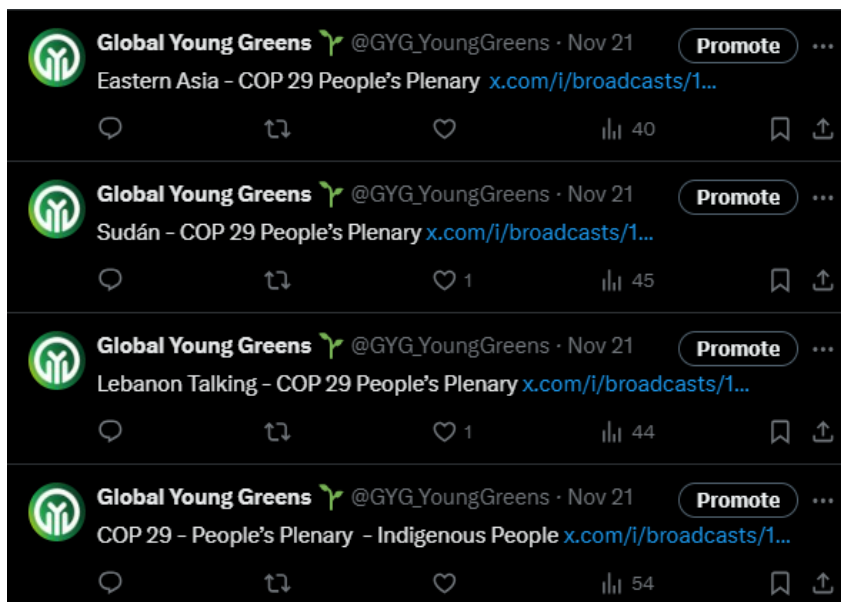 Global Young Greens 🌱 @GYG_YoungGreens · Nov 21 Promote ···
Eastern Asia - COP 29 People's Plenary x.com/i/broadcasts/1...
40
Global Young Greens 🌱 @GYG_YoungGreens · Nov 21 Promote ···
Sudán - COP 29 People's Plenary x.com/i/broadcasts/1...
1 45
Global Young Greens 🌱 @GYG_YoungGreens · Nov 21 Promote ···
Lebanon Talking - COP 29 People's Plenary x.com/i/broadcasts/1...
1 44
Global Young Greens 🌱 @GYG_YoungGreens · Nov 21 Promote ···
COP 29 - People's Plenary - Indigenous People x.com/i/broadcasts/1...
54